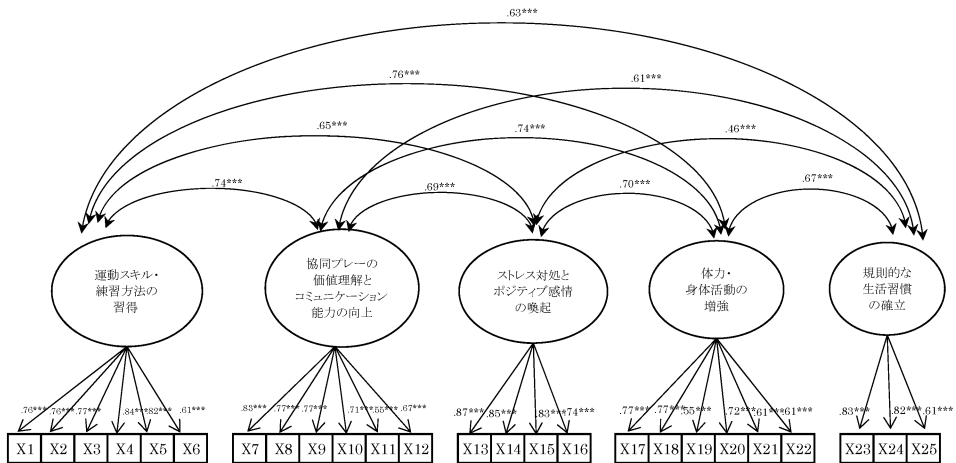 .63***
.76***
.61***
.65***
.74***
.46***
.74***
.69***
.70***
.67***
運動スキル・
練習方法の
習得
協同プレーの
価値理解と
コミュニケーション
能力の向上
ストレス対処と
ポジティブ感情
の喚起
体力・
身体活動の
増強
規則的な
生活習慣
の確立
.76*** .76*** .77*** .84*** .82*** .61***
.83*** .77*** .77*** .71*** .55*** .67***
.87*** .85*** .83*** .74***
.77*** .77*** .55*** .72*** .61*** .61***
.83*** .82*** .61***
X1 X2 X3 X4 X5 X6
X7 X8 X9 X10 X11 X12
X13 X14 X15 X16
X17 X18 X19 X20 X21 X22
X23 X24 X25